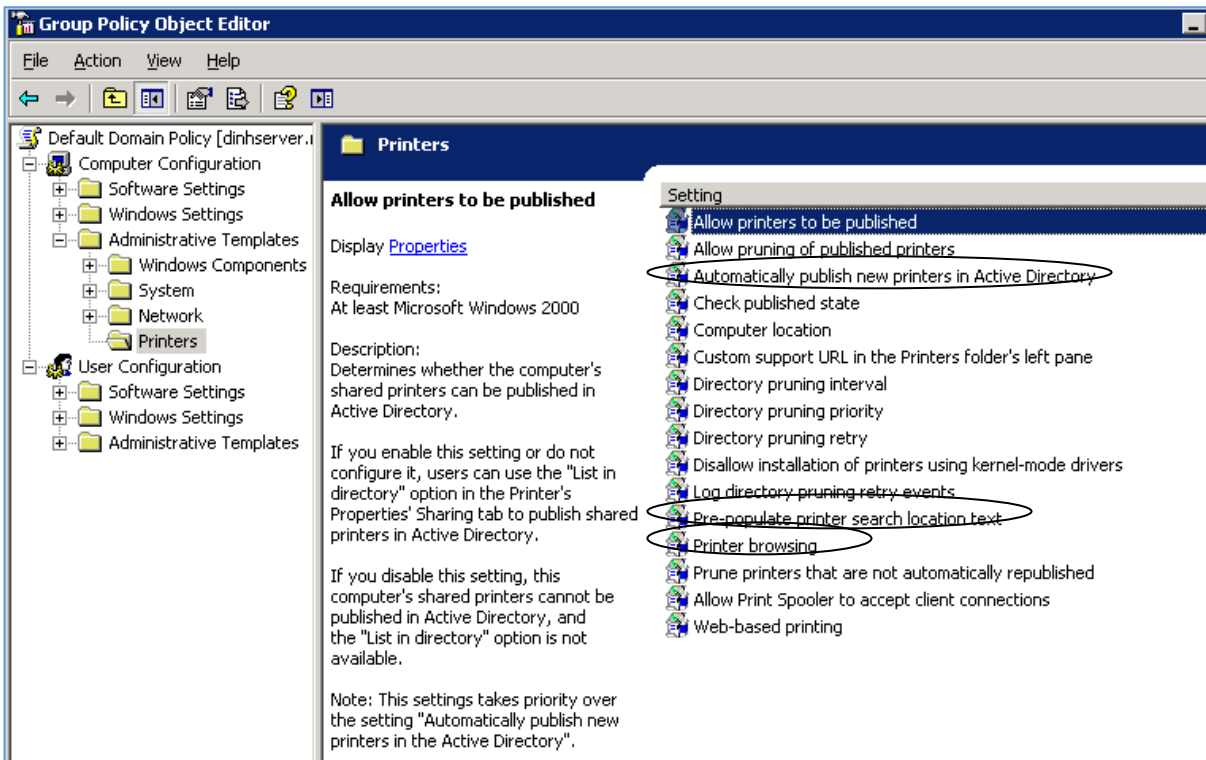 Group Policy Object Editor
File Action View Help
Default Domain Policy [dinhserver.
Computer Configuration
Software Settings
Windows Settings
Administrative Templates
Windows Components
System
Network
Printers
User Configuration
Software Settings
Windows Settings
Administrative Templates
Printers
Allow printers to be published
Display Properties
Requirements:
At least Microsoft Windows 2000
Description:
Determines whether the computer's
shared printers can be published in
Active Directory.
If you enable this setting or do not
configure it, users can use the "List in
directory" option in the Printer's
Properties' Sharing tab to publish shared
printers in Active Directory.
If you disable this setting, this
computer's shared printers cannot be
published in Active Directory, and
the "List in directory" option is not
available.
Note: This settings takes priority over
the setting "Automatically publish new
printers in the Active Directory".
Setting
Allow printers to be published
Allow pruning of published printers
Automatically publish new printers in Active Directory
Check published state
Computer location
Custom support URL in the Printers folder's left pane
Directory pruning interval
Directory pruning priority
Directory pruning retry
Disallow installation of printers using kernel-mode drivers
Log directory pruning retry events
Pre-populate printer search location text
Printer browsing
Prune printers that are not automatically republished
Allow Print Spooler to accept client connections
Web-based printing